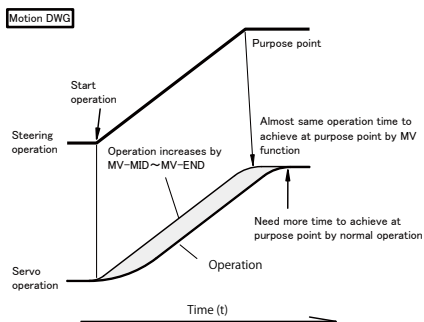 Motion DWG
Purpose point
Start
operation
Steering
operation
Almost same operation time to
achieve at purpose point by MV
function
Operation increases by
MV-MID～MV-END
Need more time to achieve at
purpose point by normal operation
Operation
Servo
operation
Time (t)